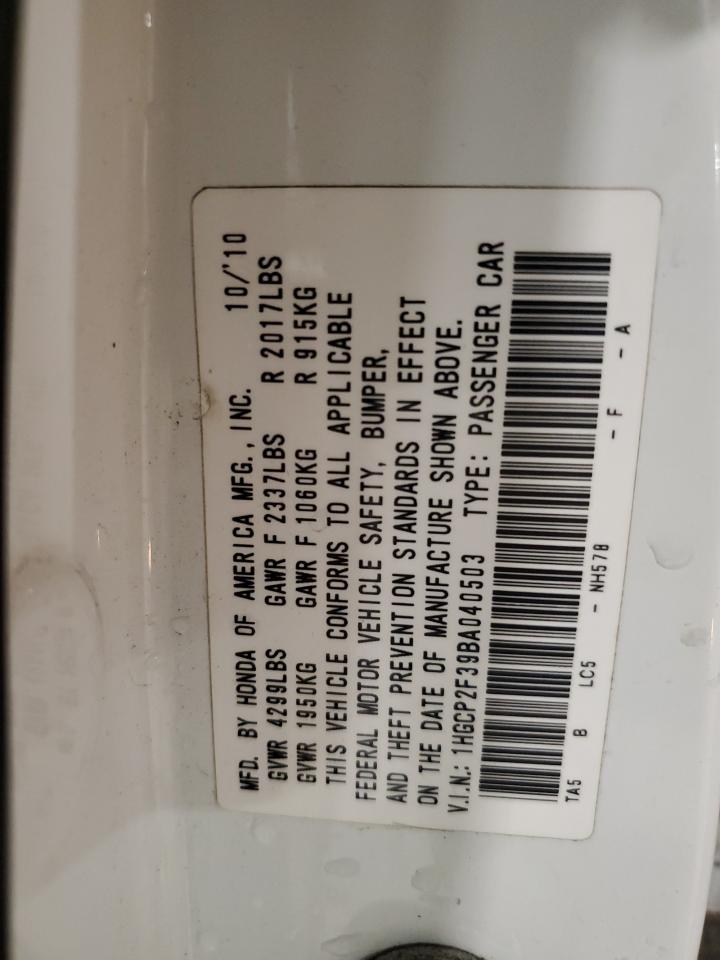 MFD. BY HONDA OF AMERICA MFG., INC. 10/'10
GVWR 4299LBS GAWR F 2337LBS R 2017LBS
GVWR 1950KG GAWR F 1060KG R 915KG
THIS VEHICLE CONFORMS TO ALL APPLICABLE
FEDERAL MOTOR VEHICLE SAFETY, BUMPER,
AND THEFT PREVENTION STANDARDS IN EFFECT
ON THE DATE OF MANUFACTURE SHOWN ABOVE.
V.I.N.: 1HGCP2F39BA040503 TYPE: PASSENGER CAR
TA5 B LC5 - NH578 - F - A